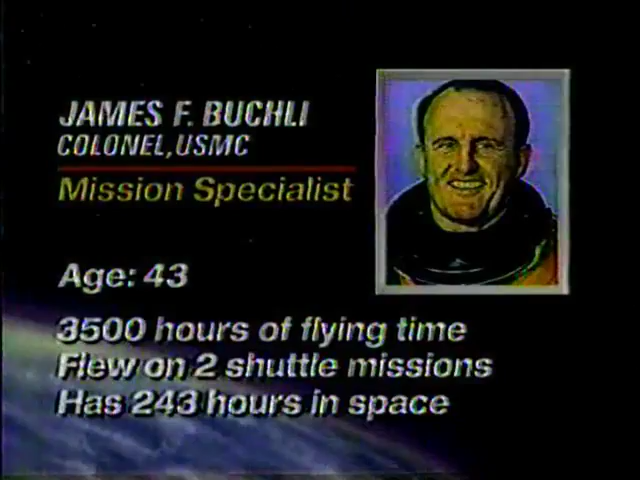 JAMES F. BUCHLI
COLONEL, USMC
Mission Specialist
Age: 43
3500 hours of flying time
Flew on 2 shuttle missions
Has 243 hours in space